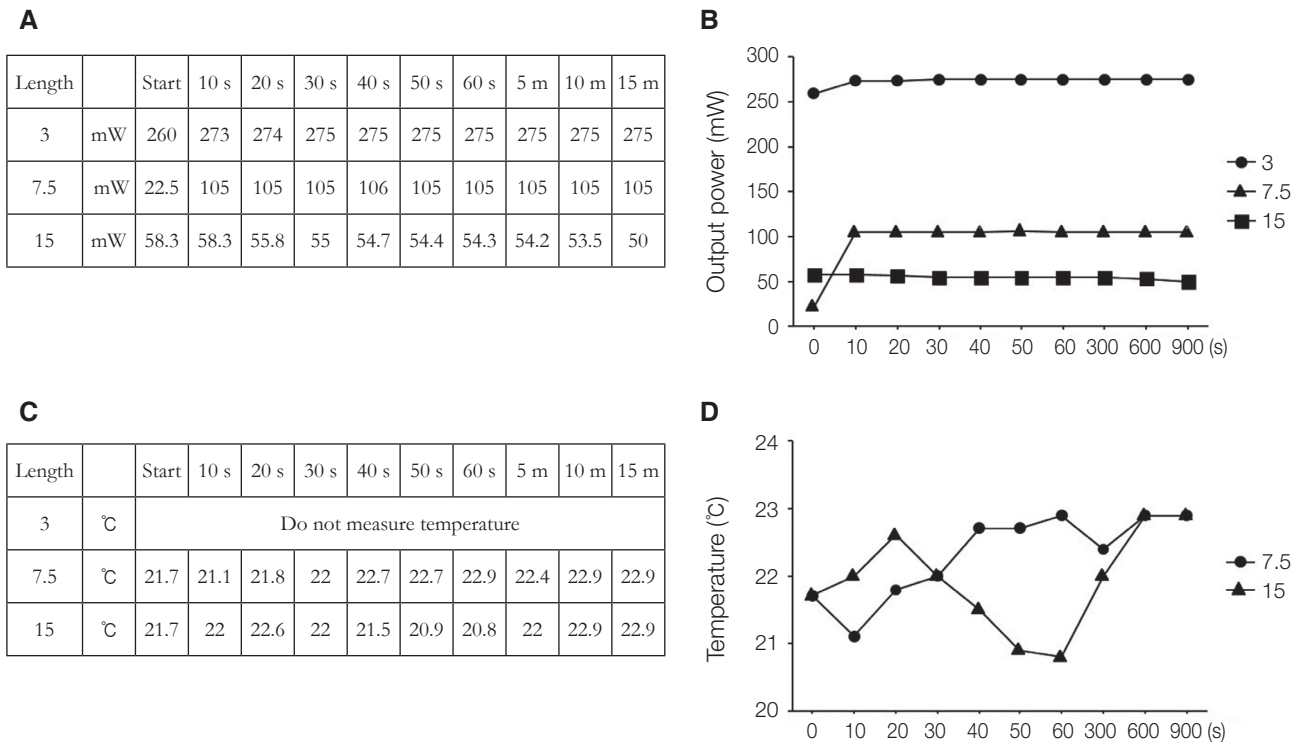 A
Length Start 10 s 20 s 30 s 40 s 50 s 60 s 5 m 10 m 15 m
3 mW 260 273 274 275 275 275 275 275 275 275
7.5 mW 22.5 105 105 105 106 105 105 105 105 105
15 mW 58.3 58.3 55.8 55 54.7 54.4 54.3 54.2 53.5 50
B
Output power (mW)
300
250
200
150
100
50
0
0 10 20 30 40 50 60 300 600 900 (s)
3
7.5
15
C
Length Start 10 s 20 s 30 s 40 s 50 s 60 s 5 m 10 m 15 m
3 ℃ Do not measure temperature
7.5 ℃ 21.7 21.1 21.8 22 22.7 22.7 22.9 22.4 22.9 22.9
15 ℃ 21.7 22 22.6 22 21.5 20.9 20.8 22 22.9 22.9
D
Temperature (℃)
24
23
22
21
20
0 10 20 30 40 50 60 300 600 900 (s)
7.5
15